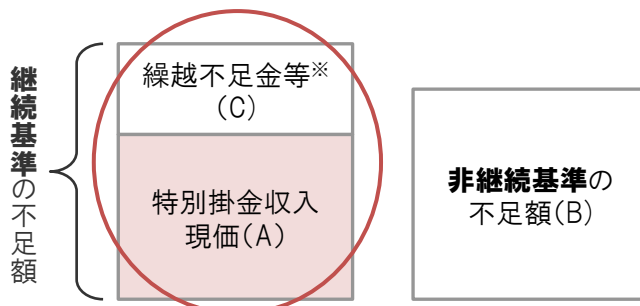 継続基準の不足額
繰越不足金等※
(C)
特別掛金収入
現価(A)
非継続基準の
不足額(B)